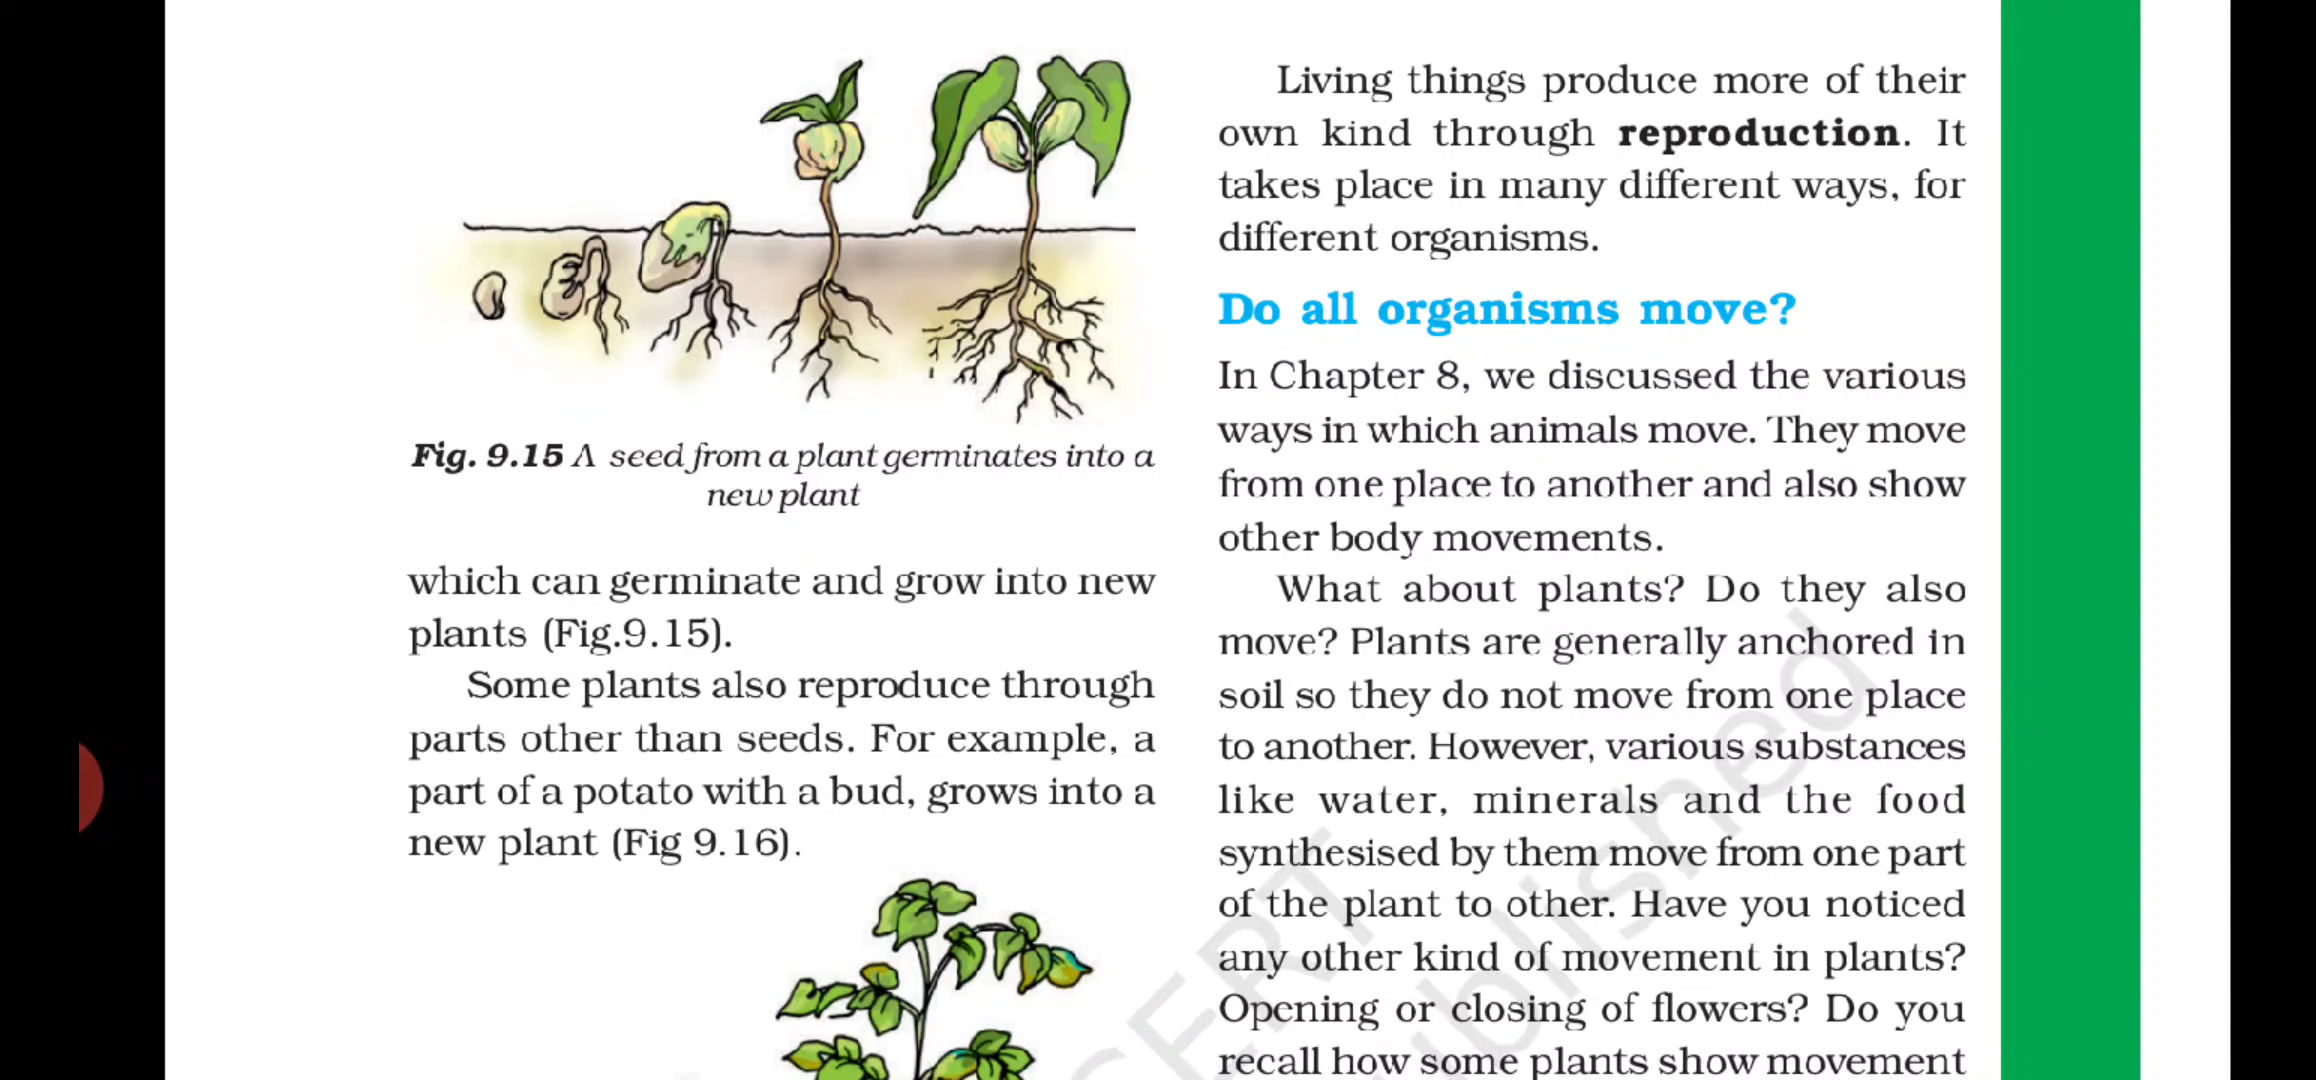 Fig. 9.15 A seed from a plant germinates into a
new plant
which can germinate and grow into new
plants (Fig.9.15).
Some plants also reproduce through
parts other than seeds. For example, a
part of a potato with a bud, grows into a
new plant (Fig 9.16).
Living things produce more of their
own kind through reproduction. It
takes place in many different ways, for
different organisms.
Do all organisms move?
In Chapter 8, we discussed the various
ways in which animals move. They move
from one place to another and also show
other body movements.
What about plants? Do they also
move? Plants are generally anchored in
soil so they do not move from one place
to another. However, various substances
like water, minerals and the food
synthesised by them move from one part
of the plant to other. Have you noticed
any other kind of movement in plants?
Opening or closing of flowers? Do you
recall how some plants show movement